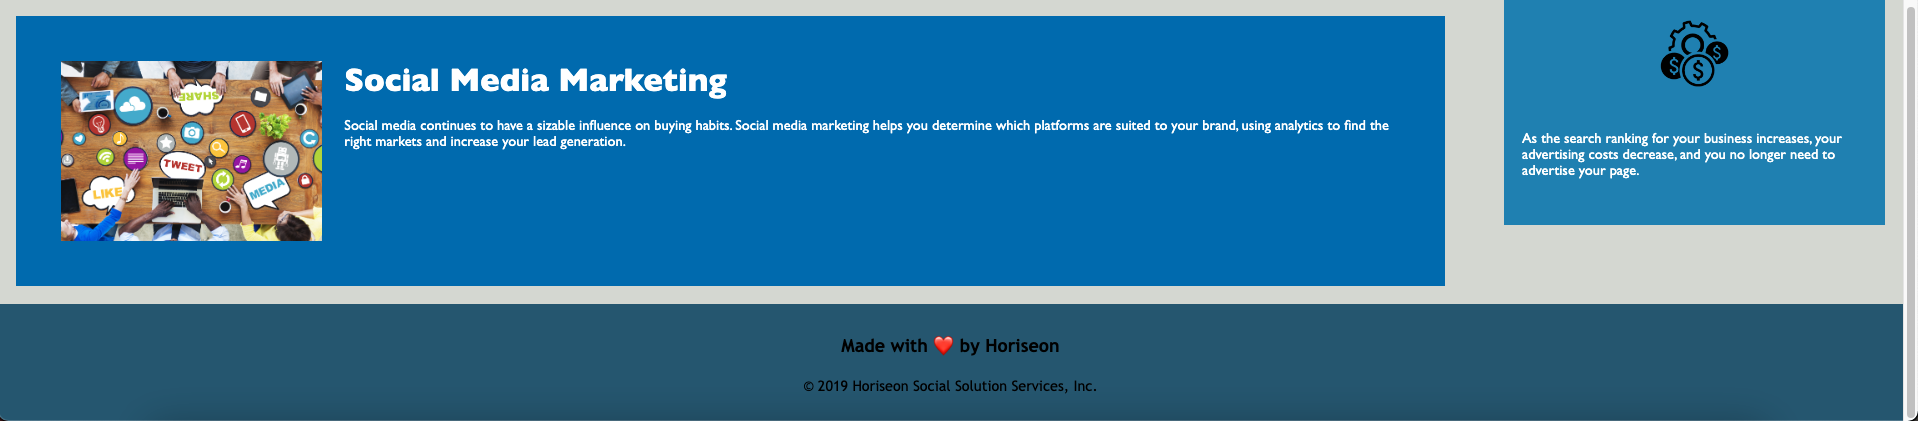 SHARE
TWEET
LIKE
MEDIA
Social Media Marketing
Social media continues to have a sizable influence on buying habits. Social media marketing helps you determine which platforms are suited to your brand, using analytics to find the
right markets and increase your lead generation.
$ $
$
As the search ranking for your business increases, your
advertising costs decrease, and you no longer need to
advertise your page.
Made with ❤️ by Horiseon
© 2019 Horiseon Social Solution Services, Inc.